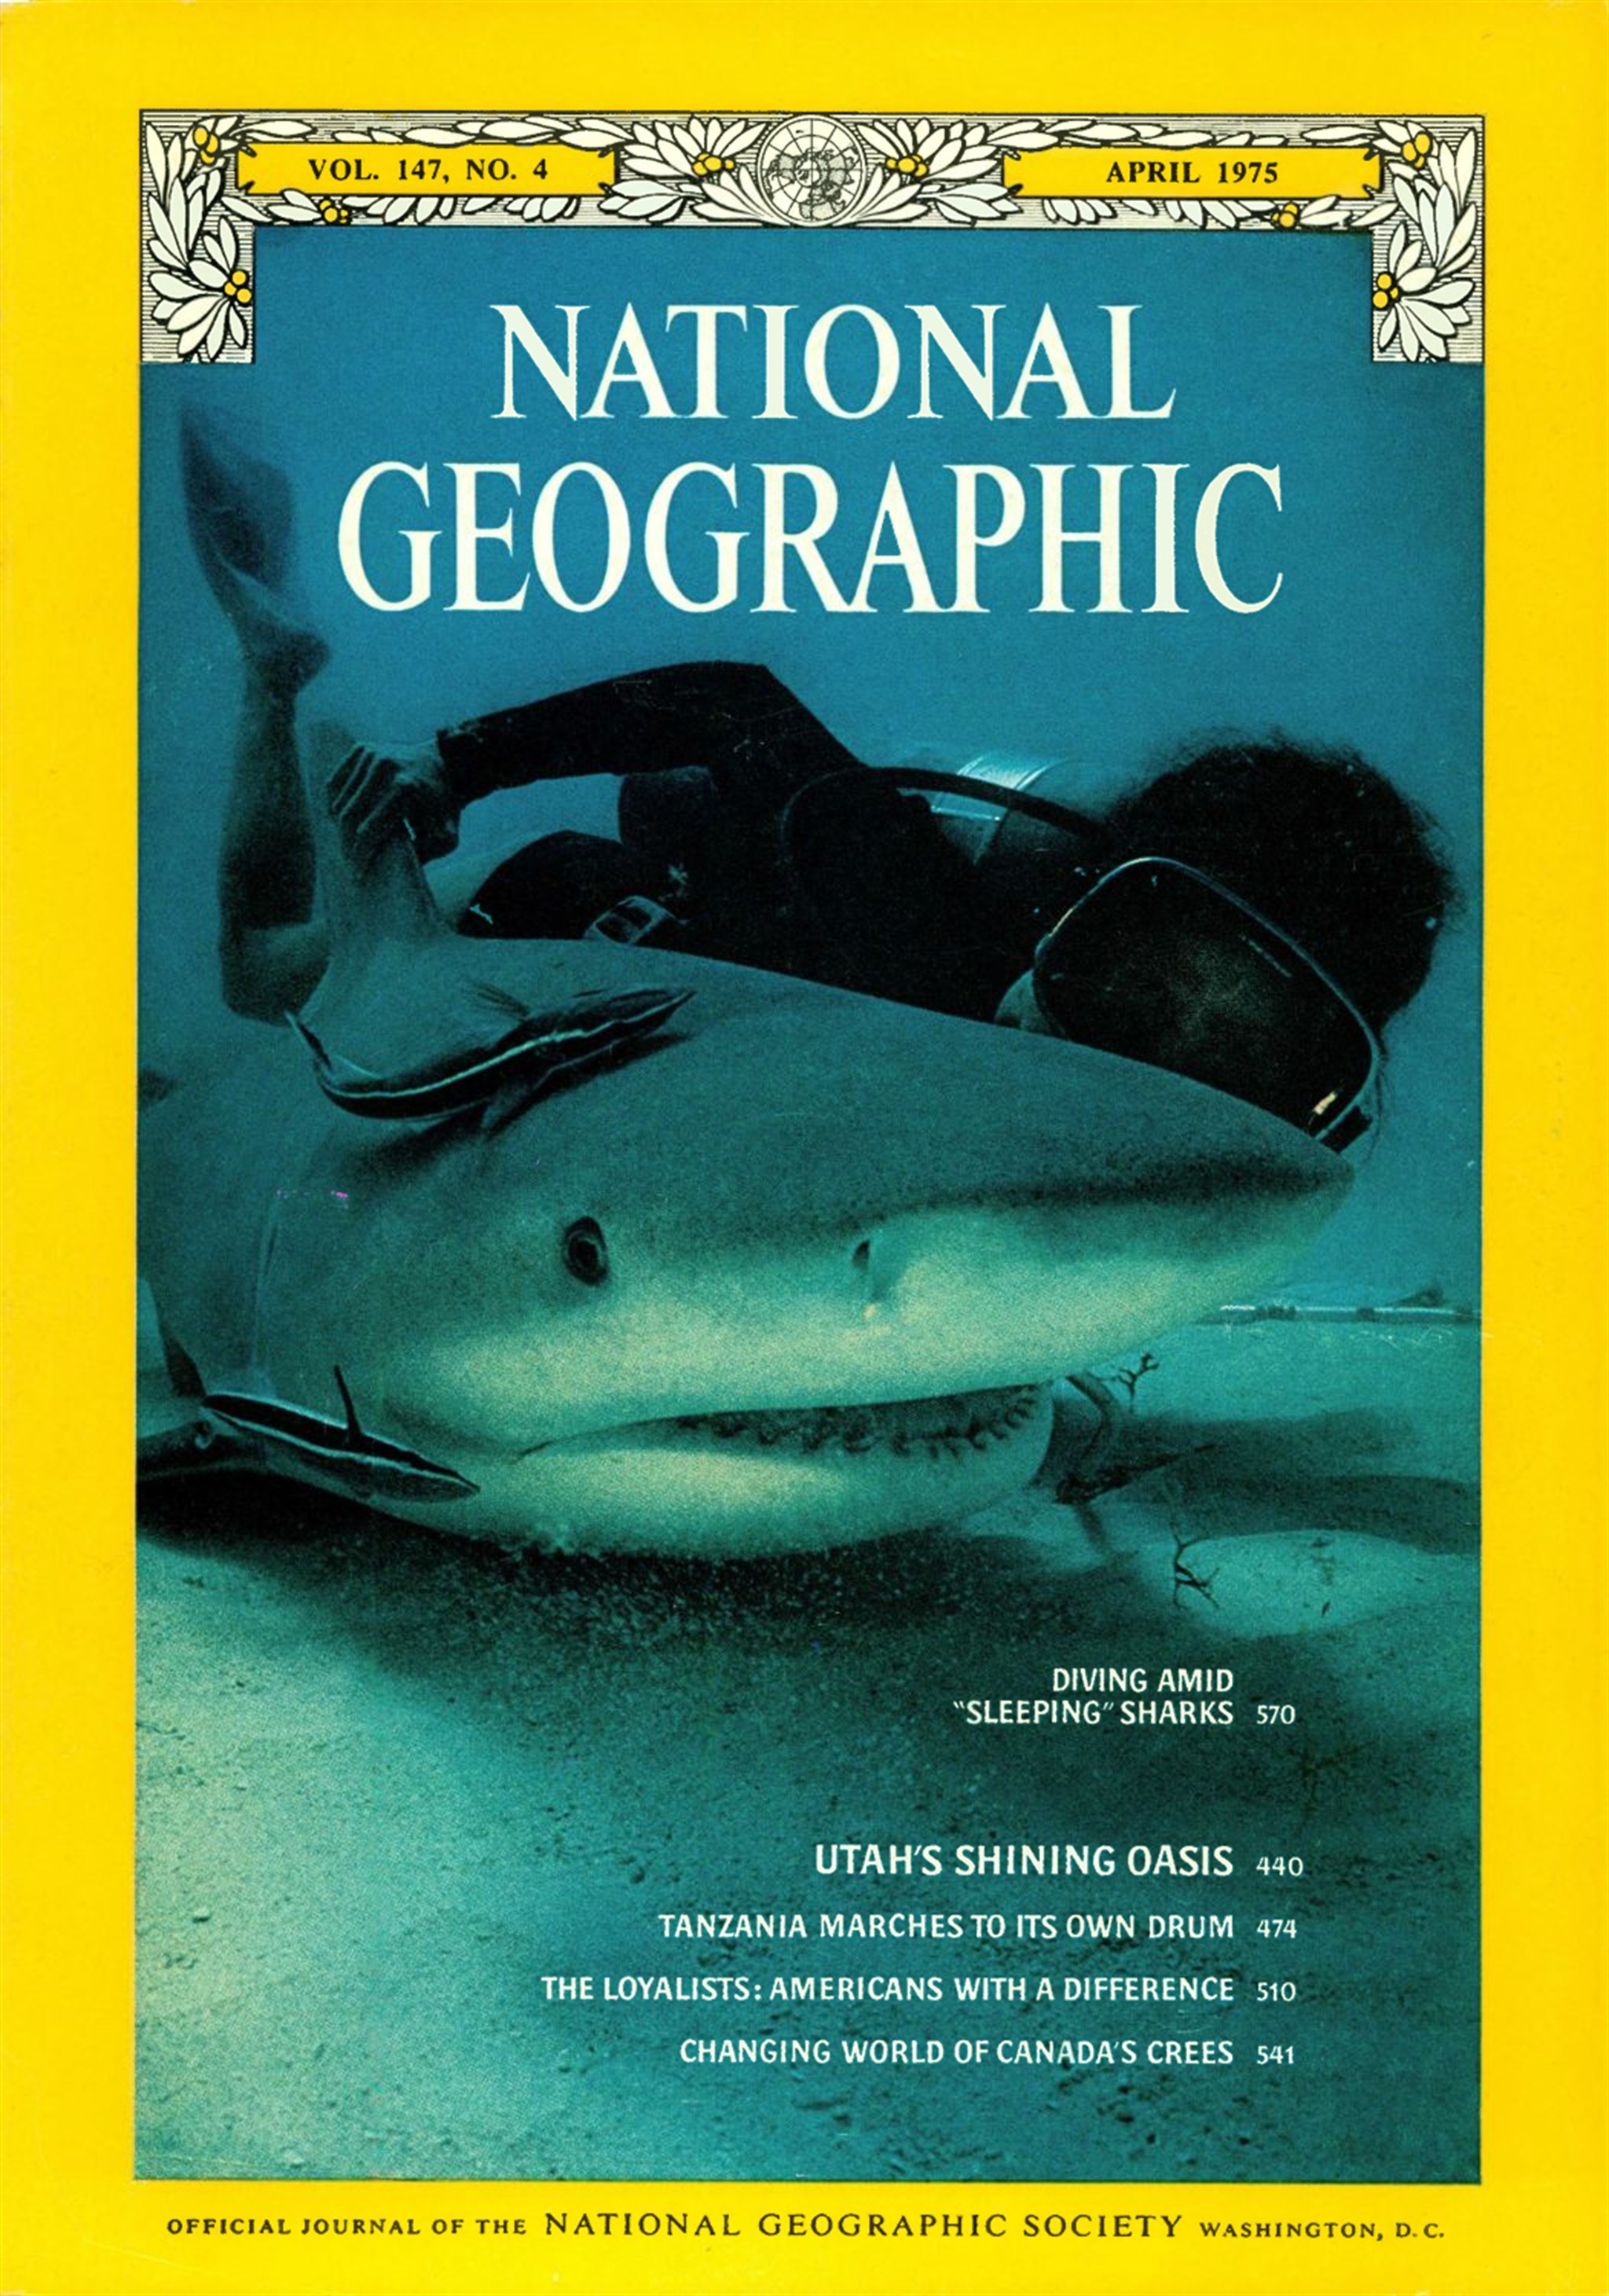 VOL. 147, NO. 4
APRIL 1975
NATIONAL
GEOGRAPHIC
DIVING AMID
"SLEEPING" SHARKS 570
UTAH'S SHINING OASIS 440
TANZANIA MARCHES TO ITS OWN DRUM 474
THE LOYALISTS: AMERICANS WITH A DIFFERENCE 510
CHANGING WORLD OF CANADA'S CREES 541
OFFICIAL JOURNAL OF THE NATIONAL GEOGRAPHIC SOCIETY WASHINGTON, D.C.